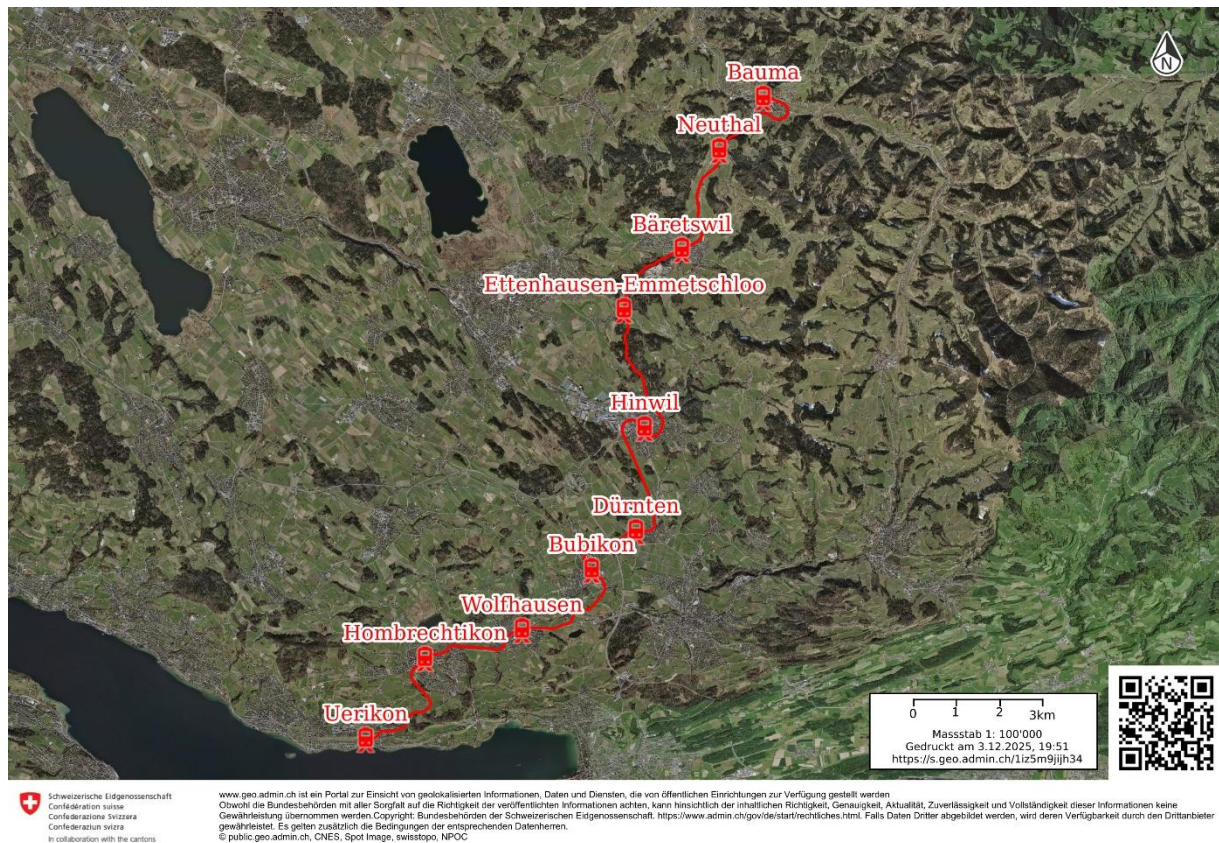 N
Bauma
Neuthal
Bäretswil
Ettenhausen-Emmetschloo
Hinwil
Dürnten
Bubikon
Wolfhausen
Hombrechtikon
Uerikon
0 1 2 3km
Massstab 1: 100'000
Gedruckt am 3.12.2025, 19:51
https://s.geo.admin.ch/1iz5m9jijh34
Schweizerische Eidgenossenschaft
Confédération suisse
Confederazione Svizzera
Confederaziun svizra
In collaboration with the cantons
www.geo.admin.ch ist ein Portal zur Einsicht von geolokalisierten Informationen, Daten und Diensten, die von öffentlichen Einrichtungen zur Verfügung gestellt werden
Obwohl die Bundesbehörden mit aller Sorgfalt auf die Richtigkeit der veröffentlichten Informationen achten, kann hinsichtlich der inhaltlichen Richtigkeit, Genauigkeit, Aktualität, Zuverlässigkeit und Vollständigkeit dieser Informationen keine
Gewährleistung übernommen werden.Copyright: Bundesbehörden der Schweizerischen Eidgenossenschaft. https://www.admin.ch/gov/de/start/rechtliches.html. Falls Daten Dritter abgebildet werden, wird deren Verfügbarkeit durch den Drittanbieter
gewährleistet. Es gelten zusätzlich die Bedingungen der entsprechenden Datenherren.
© public.geo.admin.ch, CNES, Spot Image, swisstopo, NPOC